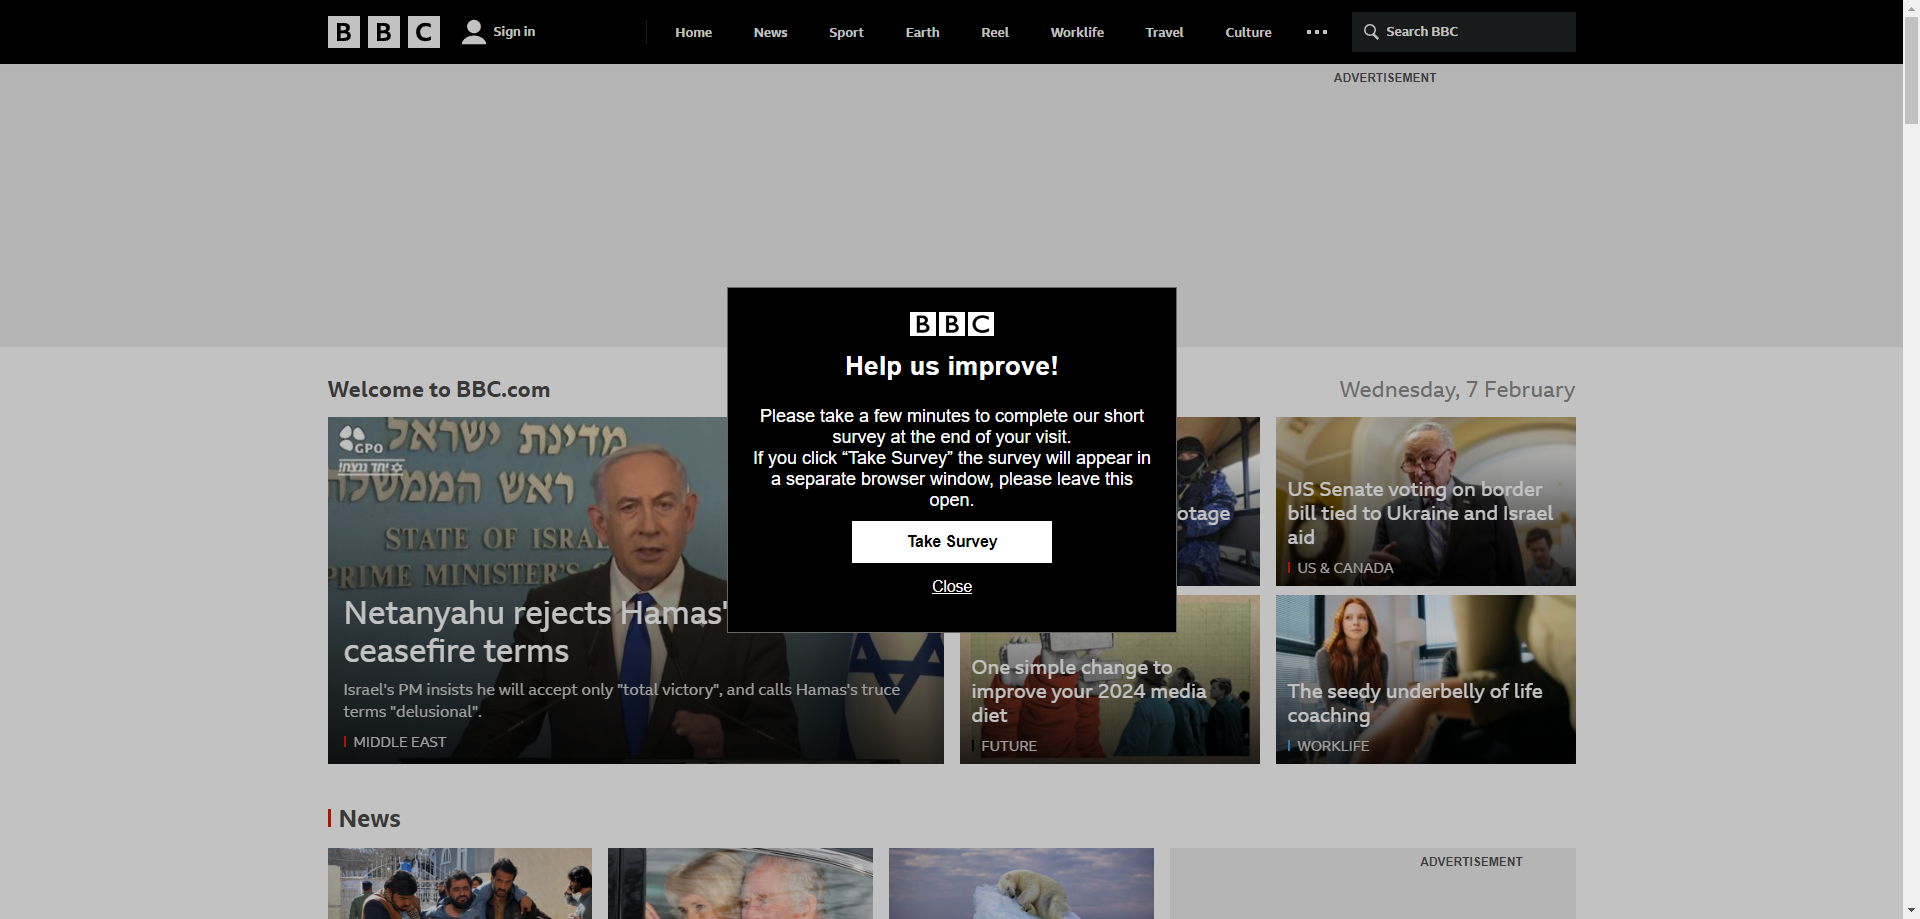 BBC
Sign in
Home
News
Sport
Earth
Reel
Worklife
Travel
Culture
Search BBC
ADVERTISEMENT
BBC
Help us improve!
Please take a few minutes to complete our short
survey at the end of your visit.
If you click “Take Survey” the survey will appear in
a separate browser window, please leave this
open.
Take Survey
Close
Welcome to BBC.com
Wednesday, 7 February
GPO
יחד ננצח!
מדינת ישראל
ראש הממשלה
STATE OF ISRA
PRIME MINISTER'S
Netanyahu rejects Hamas'
ceasefire terms
Israel's PM insists he will accept only "total victory", and calls Hamas's truce
terms "delusional".
MIDDLE EAST
otage
US Senate voting on border
bill tied to Ukraine and Israel
aid
US & CANADA
One simple change to
improve your 2024 media
diet
FUTURE
The seedy underbelly of life
coaching
WORKLIFE
News
ADVERTISEMENT